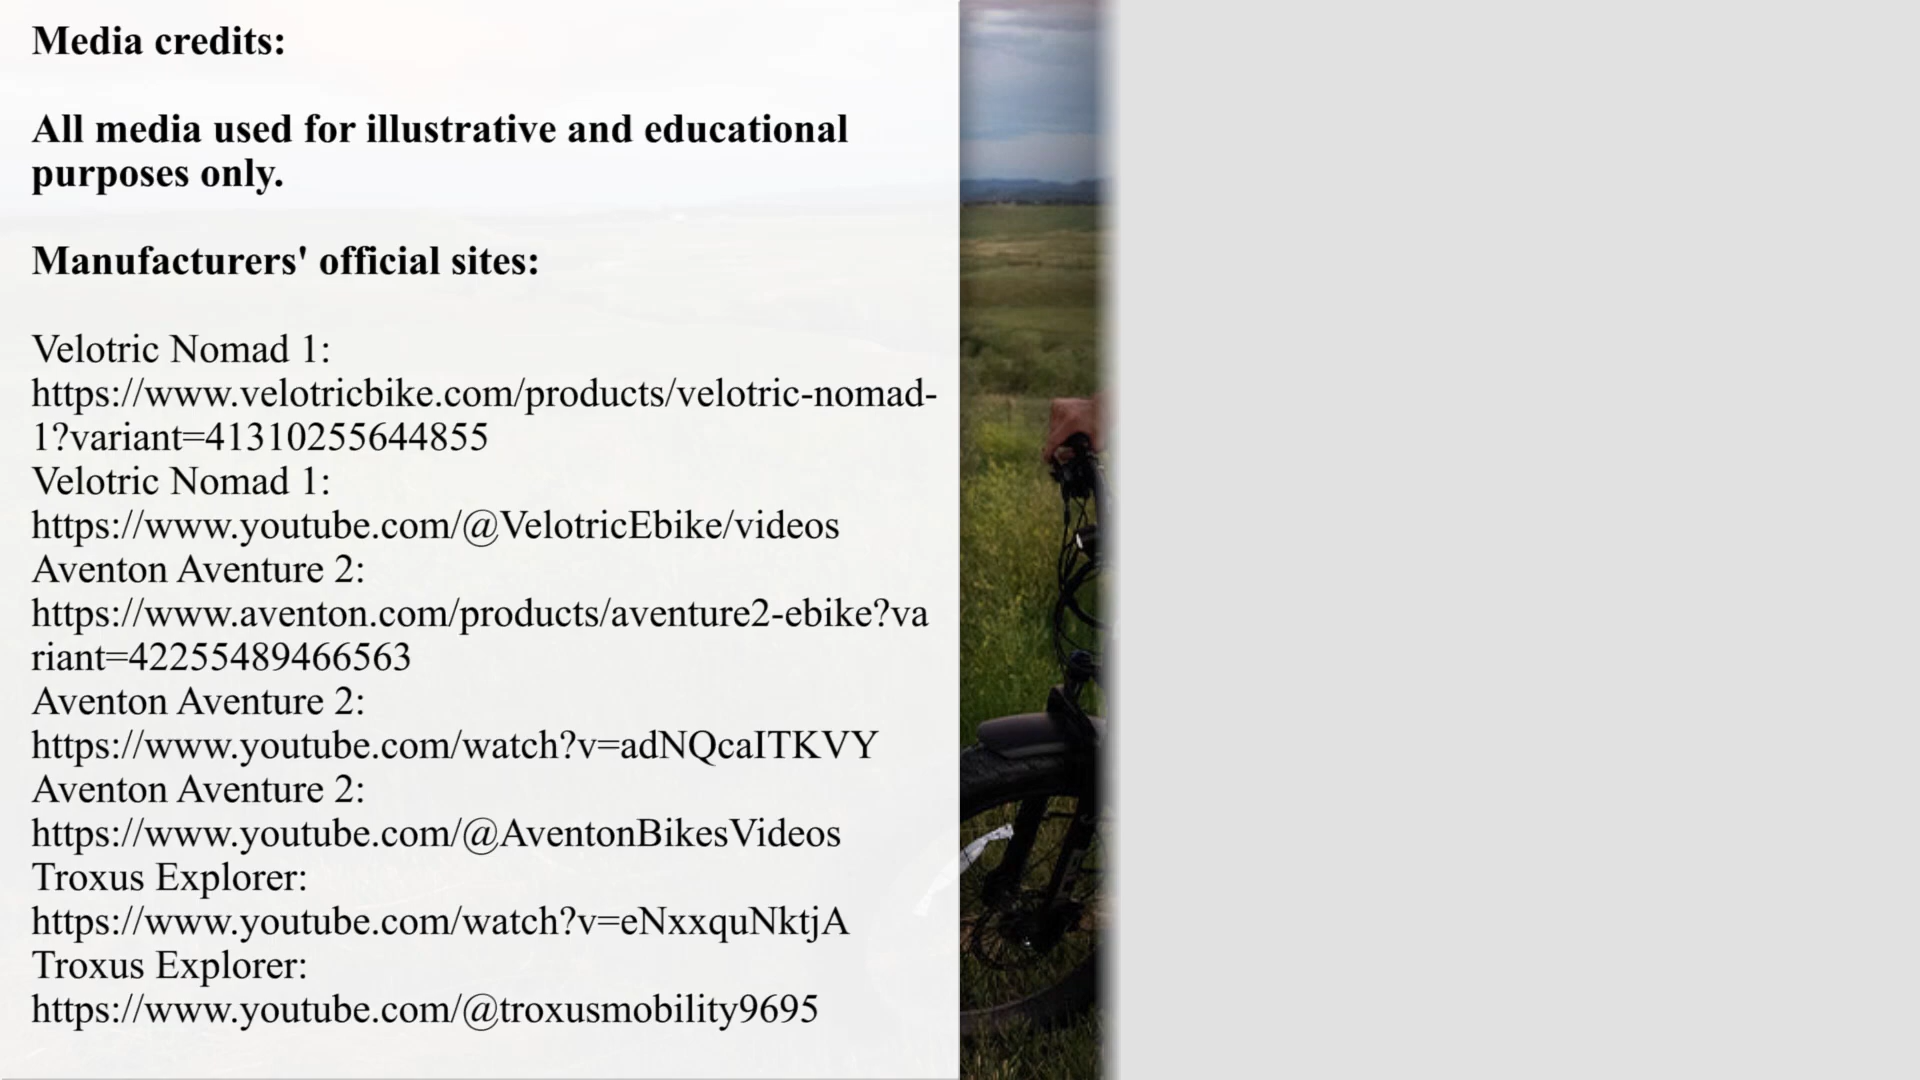 Media credits:
All media used for illustrative and educational
purposes only.
Manufacturers' official sites:
Velotric Nomad 1:
https://www.velotricbike.com/products/velotric-nomad-
1?variant=41310255644855
Velotric Nomad 1:
https://www.youtube.com/@VelotricEbike/videos
Aventon Aventure 2:
https://www.aventon.com/products/aventure2-ebike?va
riant=42255489466563
Aventon Aventure 2:
https://www.youtube.com/watch?v=adNQcaITKVY
Aventon Aventure 2:
https://www.youtube.com/@AventonBikesVideos
Troxus Explorer:
https://www.youtube.com/watch?v=eNxxquNktjA
Troxus Explorer:
https://www.youtube.com/@troxusmobility9695